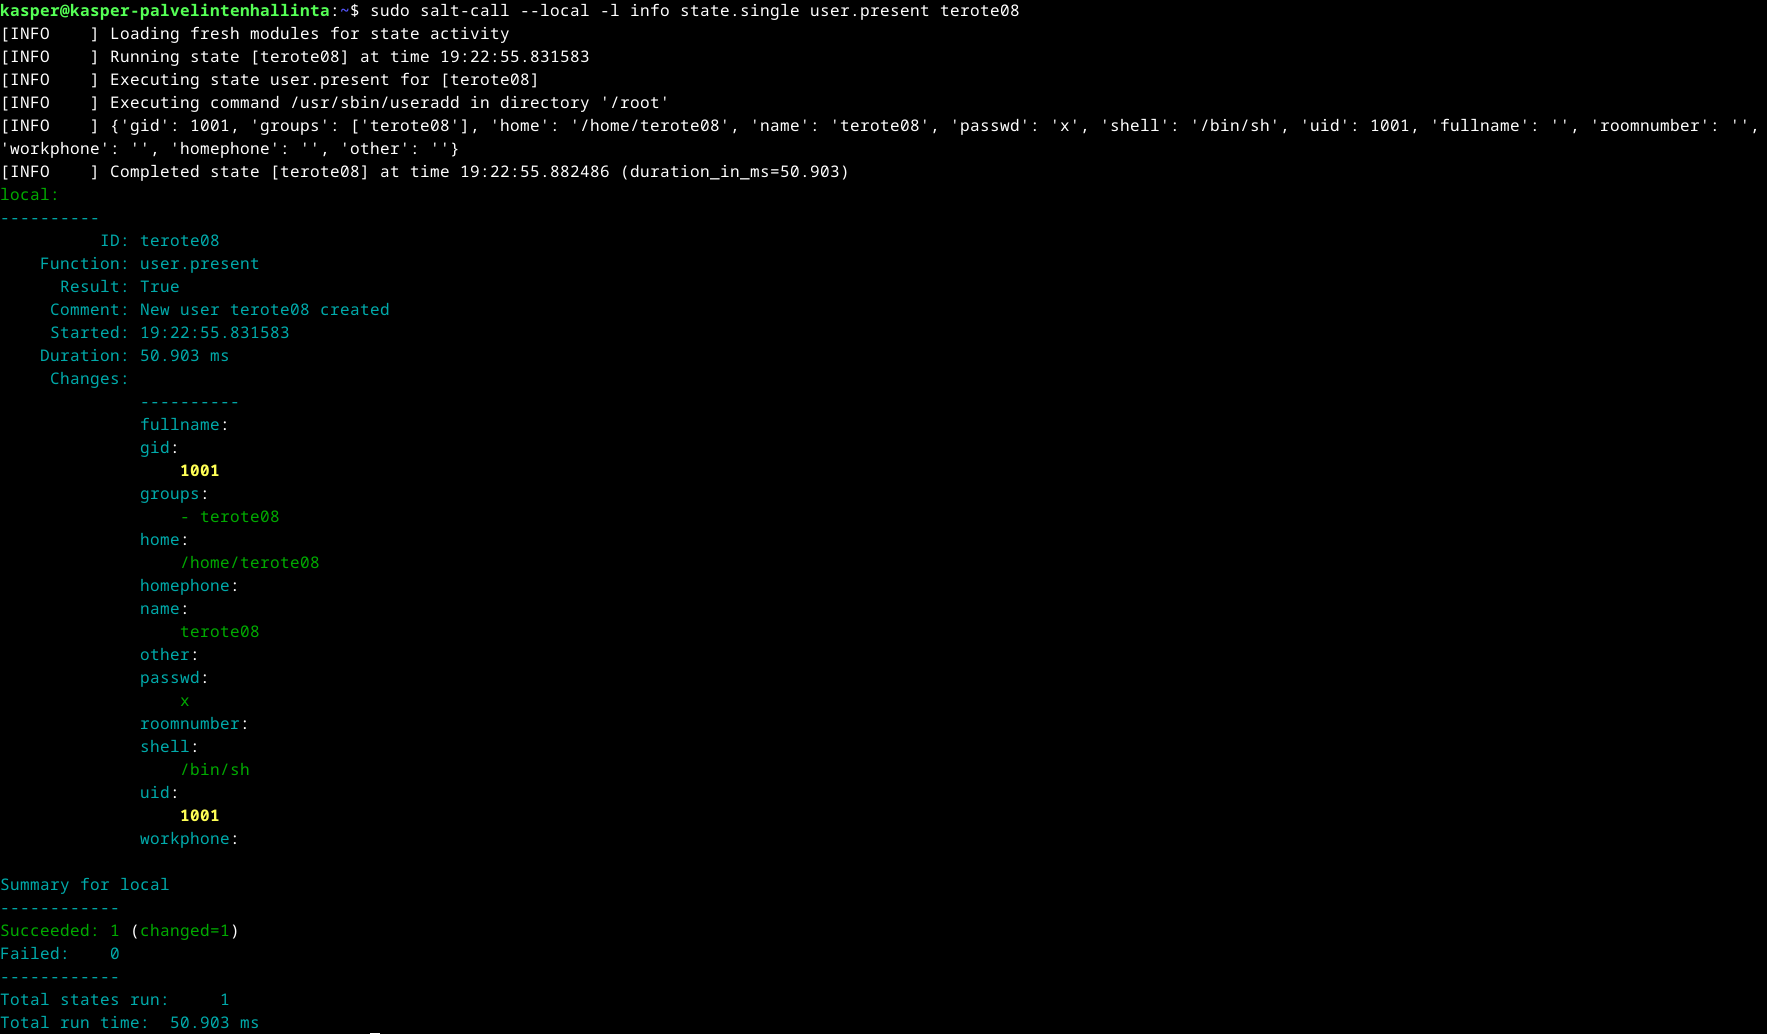 kasper@kasper-palvelintenhallinta:~$ sudo salt-call --local -l info state.single user.present terote08
[INFO    ] Loading fresh modules for state activity
[INFO    ] Running state [terote08] at time 19:22:55.831583
[INFO    ] Executing state user.present for [terote08]
[INFO    ] Executing command /usr/sbin/useradd in directory '/root'
[INFO    ] {'gid': 1001, 'groups': ['terote08'], 'home': '/home/terote08', 'name': 'terote08', 'passwd': 'x', 'shell': '/bin/sh', 'uid': 1001, 'fullname': '', 'roomnumber': '',
'workphone': '', 'homephone': '', 'other': ''}
[INFO    ] Completed state [terote08] at time 19:22:55.882486 (duration_in_ms=50.903)
local:
----------
          ID: terote08
    Function: user.present
      Result: True
     Comment: New user terote08 created
     Started: 19:22:55.831583
    Duration: 50.903 ms
     Changes:
              ----------
              fullname:
              gid:
                  1001
              groups:
                  - terote08
              home:
                  /home/terote08
              homephone:
              name:
                  terote08
              other:
              passwd:
                  x
              roomnumber:
              shell:
                  /bin/sh
              uid:
                  1001
              workphone:

Summary for local
------------
Succeeded: 1 (changed=1)
Failed:    0
------------
Total states run:     1
Total run time:  50.903 ms